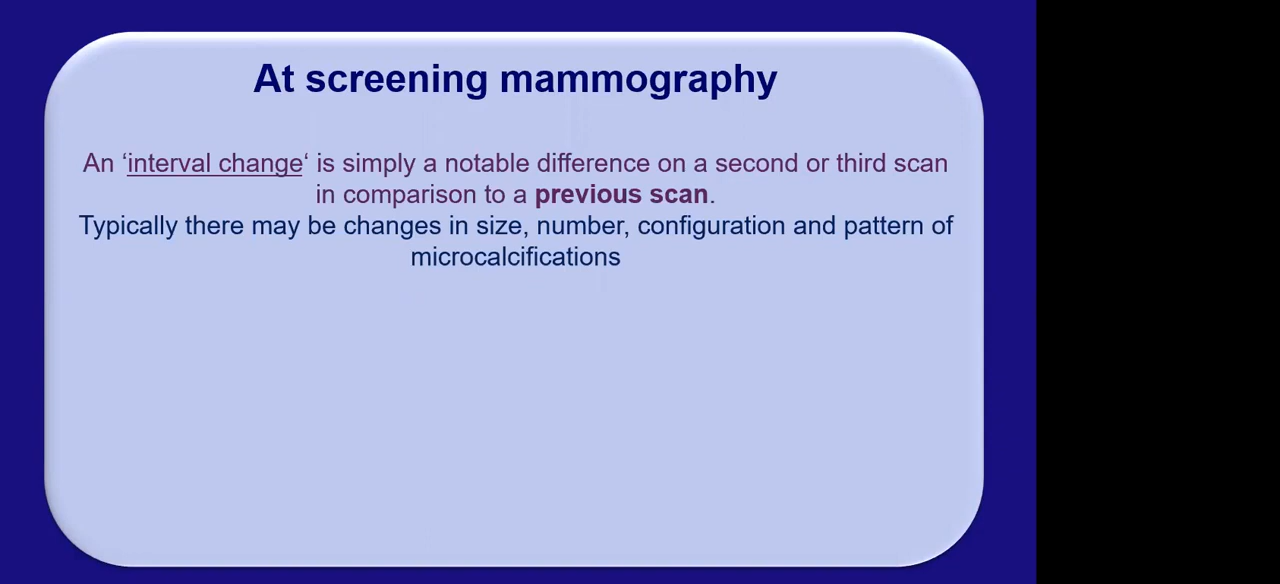 At screening mammography
An ‘interval change‘ is simply a notable difference on a second or third scan
in comparison to a previous scan.
Typically there may be changes in size, number, configuration and pattern of
microcalcifications